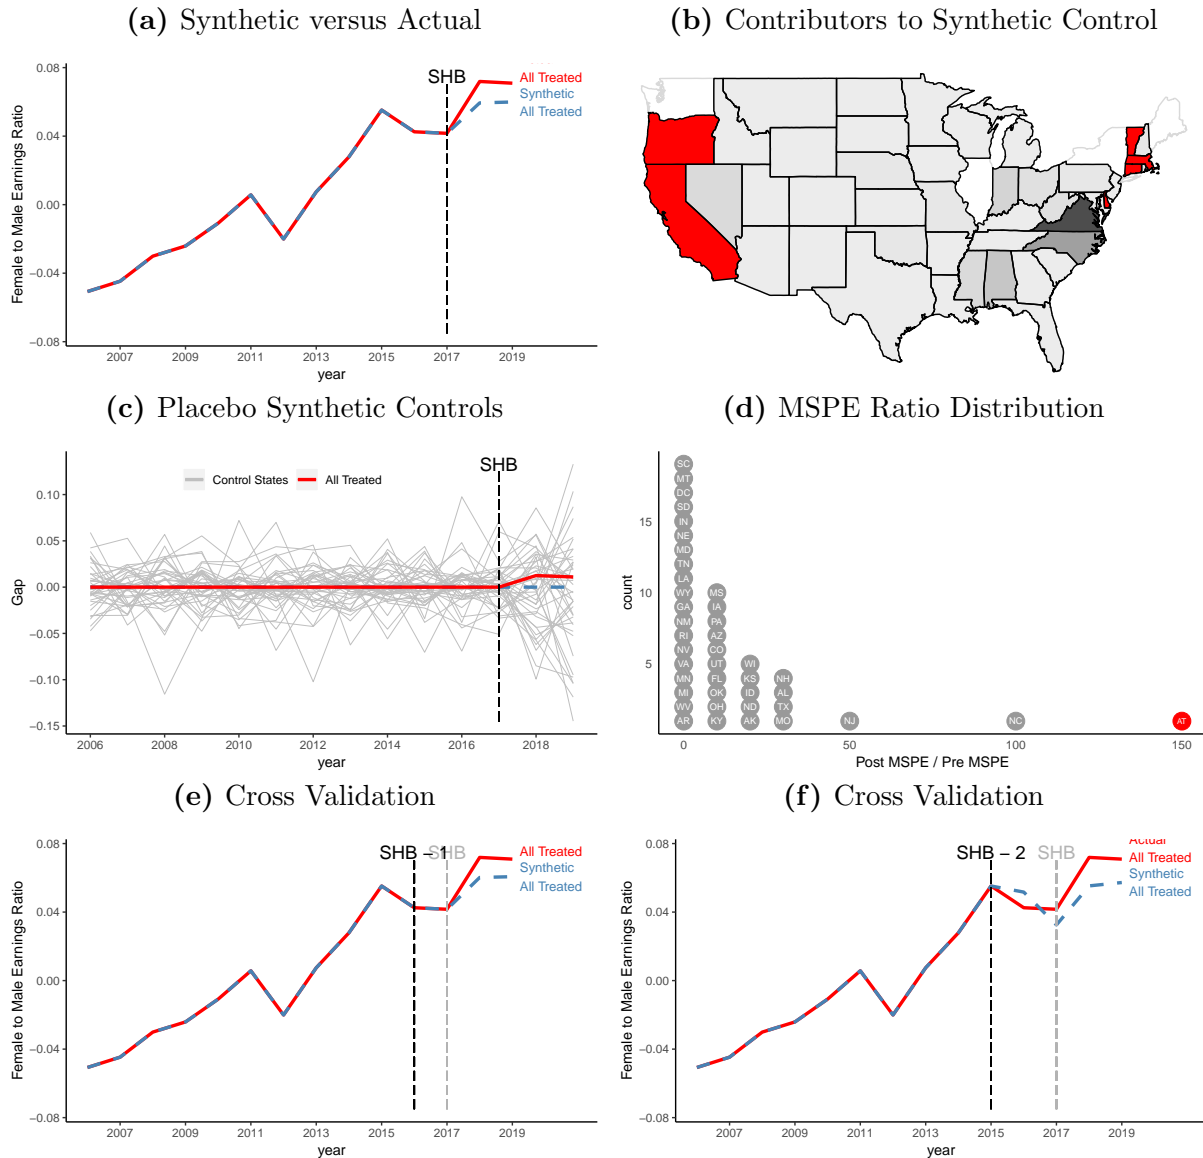 (a) Synthetic versus Actual
(b) Contributors to Synthetic Control
0.08
0.04
0.00
−0.04
−0.08
Female to Male Earnings Ratio
SHB
All Treated
Synthetic
All Treated
2007 2009 2011 2013 2015 2017 2019
year
(c) Placebo Synthetic Controls
(d) MSPE Ratio Distribution
0.10
0.05
0.00
−0.05
−0.10
−0.15
Gap
Control States All Treated
SHB
2006 2008 2010 2012 2014 2016 2018
year
15
10
5
count
SC
MT
DC
SD
IN
NE
MD
TN
LA
WY
GA
NM
RI
NV
VA
MN
MI
WV
AR
MS
IA
PA
AZ
CO
UT
FL
OK
OH
KY
WI
KS
ID
ND
AK
NH
AL
TX
MO
NJ
NC
AT
0 50 100 150
Post MSPE / Pre MSPE
(e) Cross Validation
(f) Cross Validation
0.08
0.04
0.00
−0.04
−0.08
Female to Male Earnings Ratio
SHB − 1
SHB
All Treated
Synthetic
All Treated
2007 2009 2011 2013 2015 2017 2019
year
0.08
0.04
0.00
−0.04
−0.08
Female to Male Earnings Ratio
SHB − 2
SHB
Actual
All Treated
Synthetic
All Treated
2007 2009 2011 2013 2015 2017 2019
year